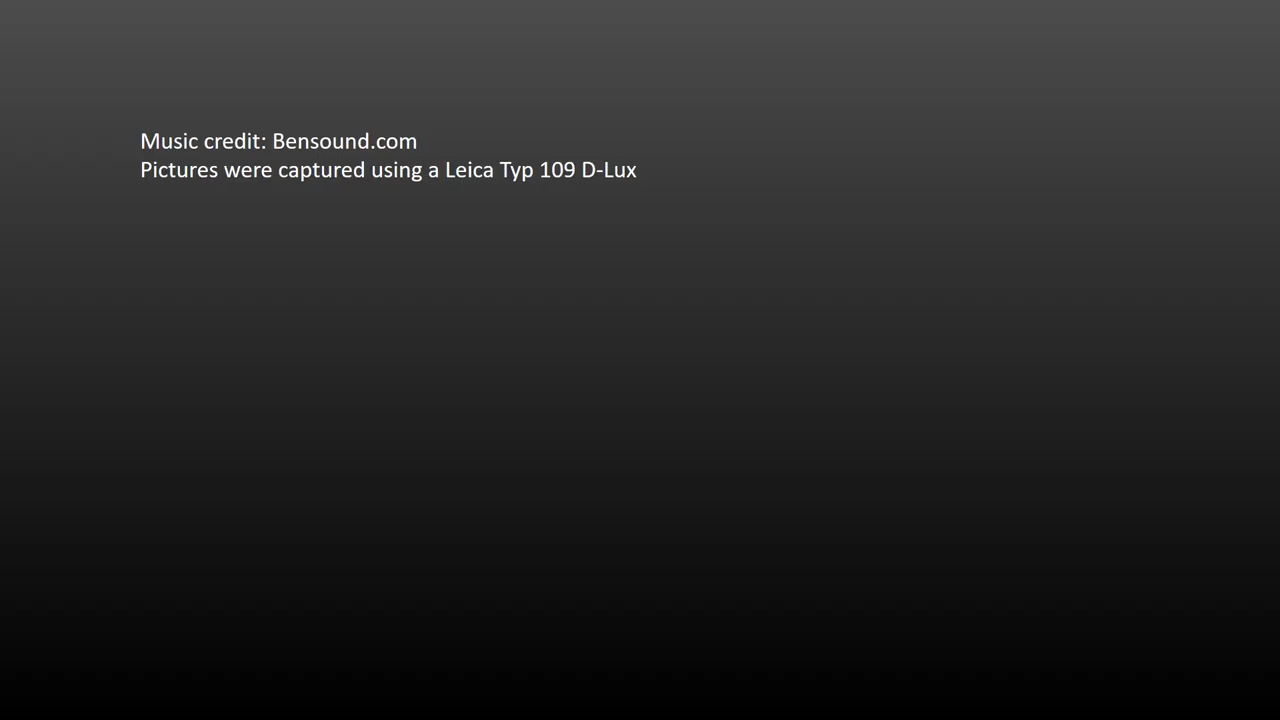 Music credit: Bensound.com
Pictures were captured using a Leica Typ 109 D-Lux